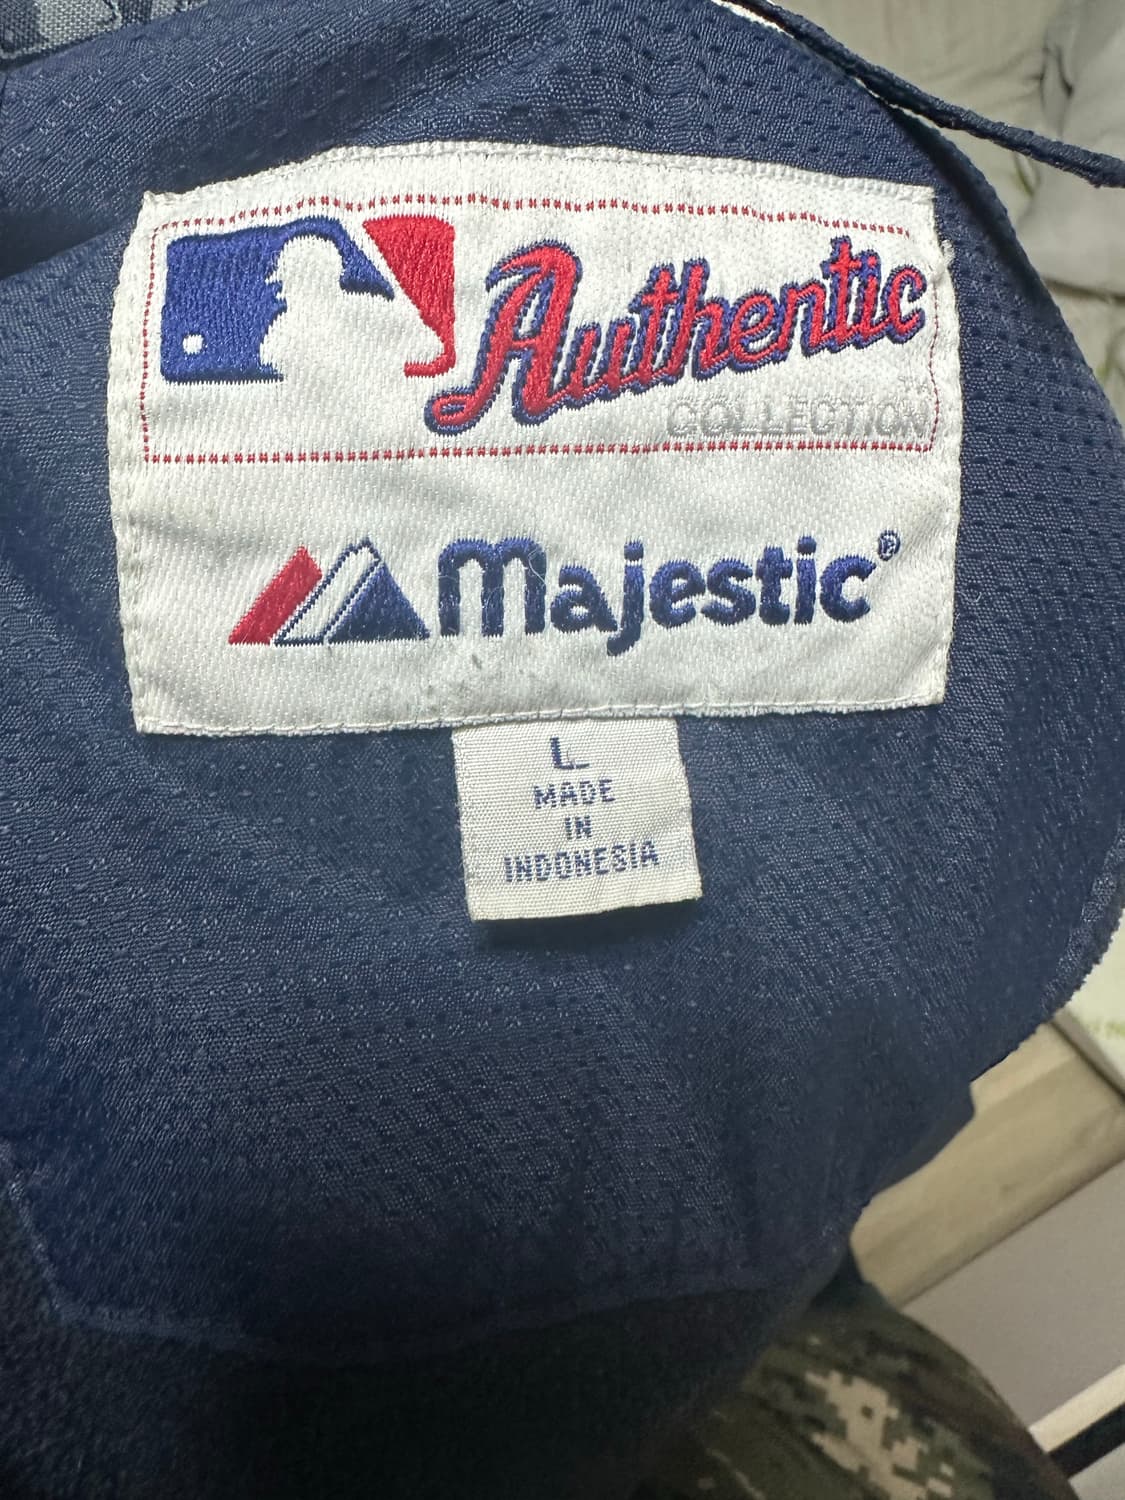 Authentic
COLLECTION
Majestic®
L
MADE
IN
INDONESIA